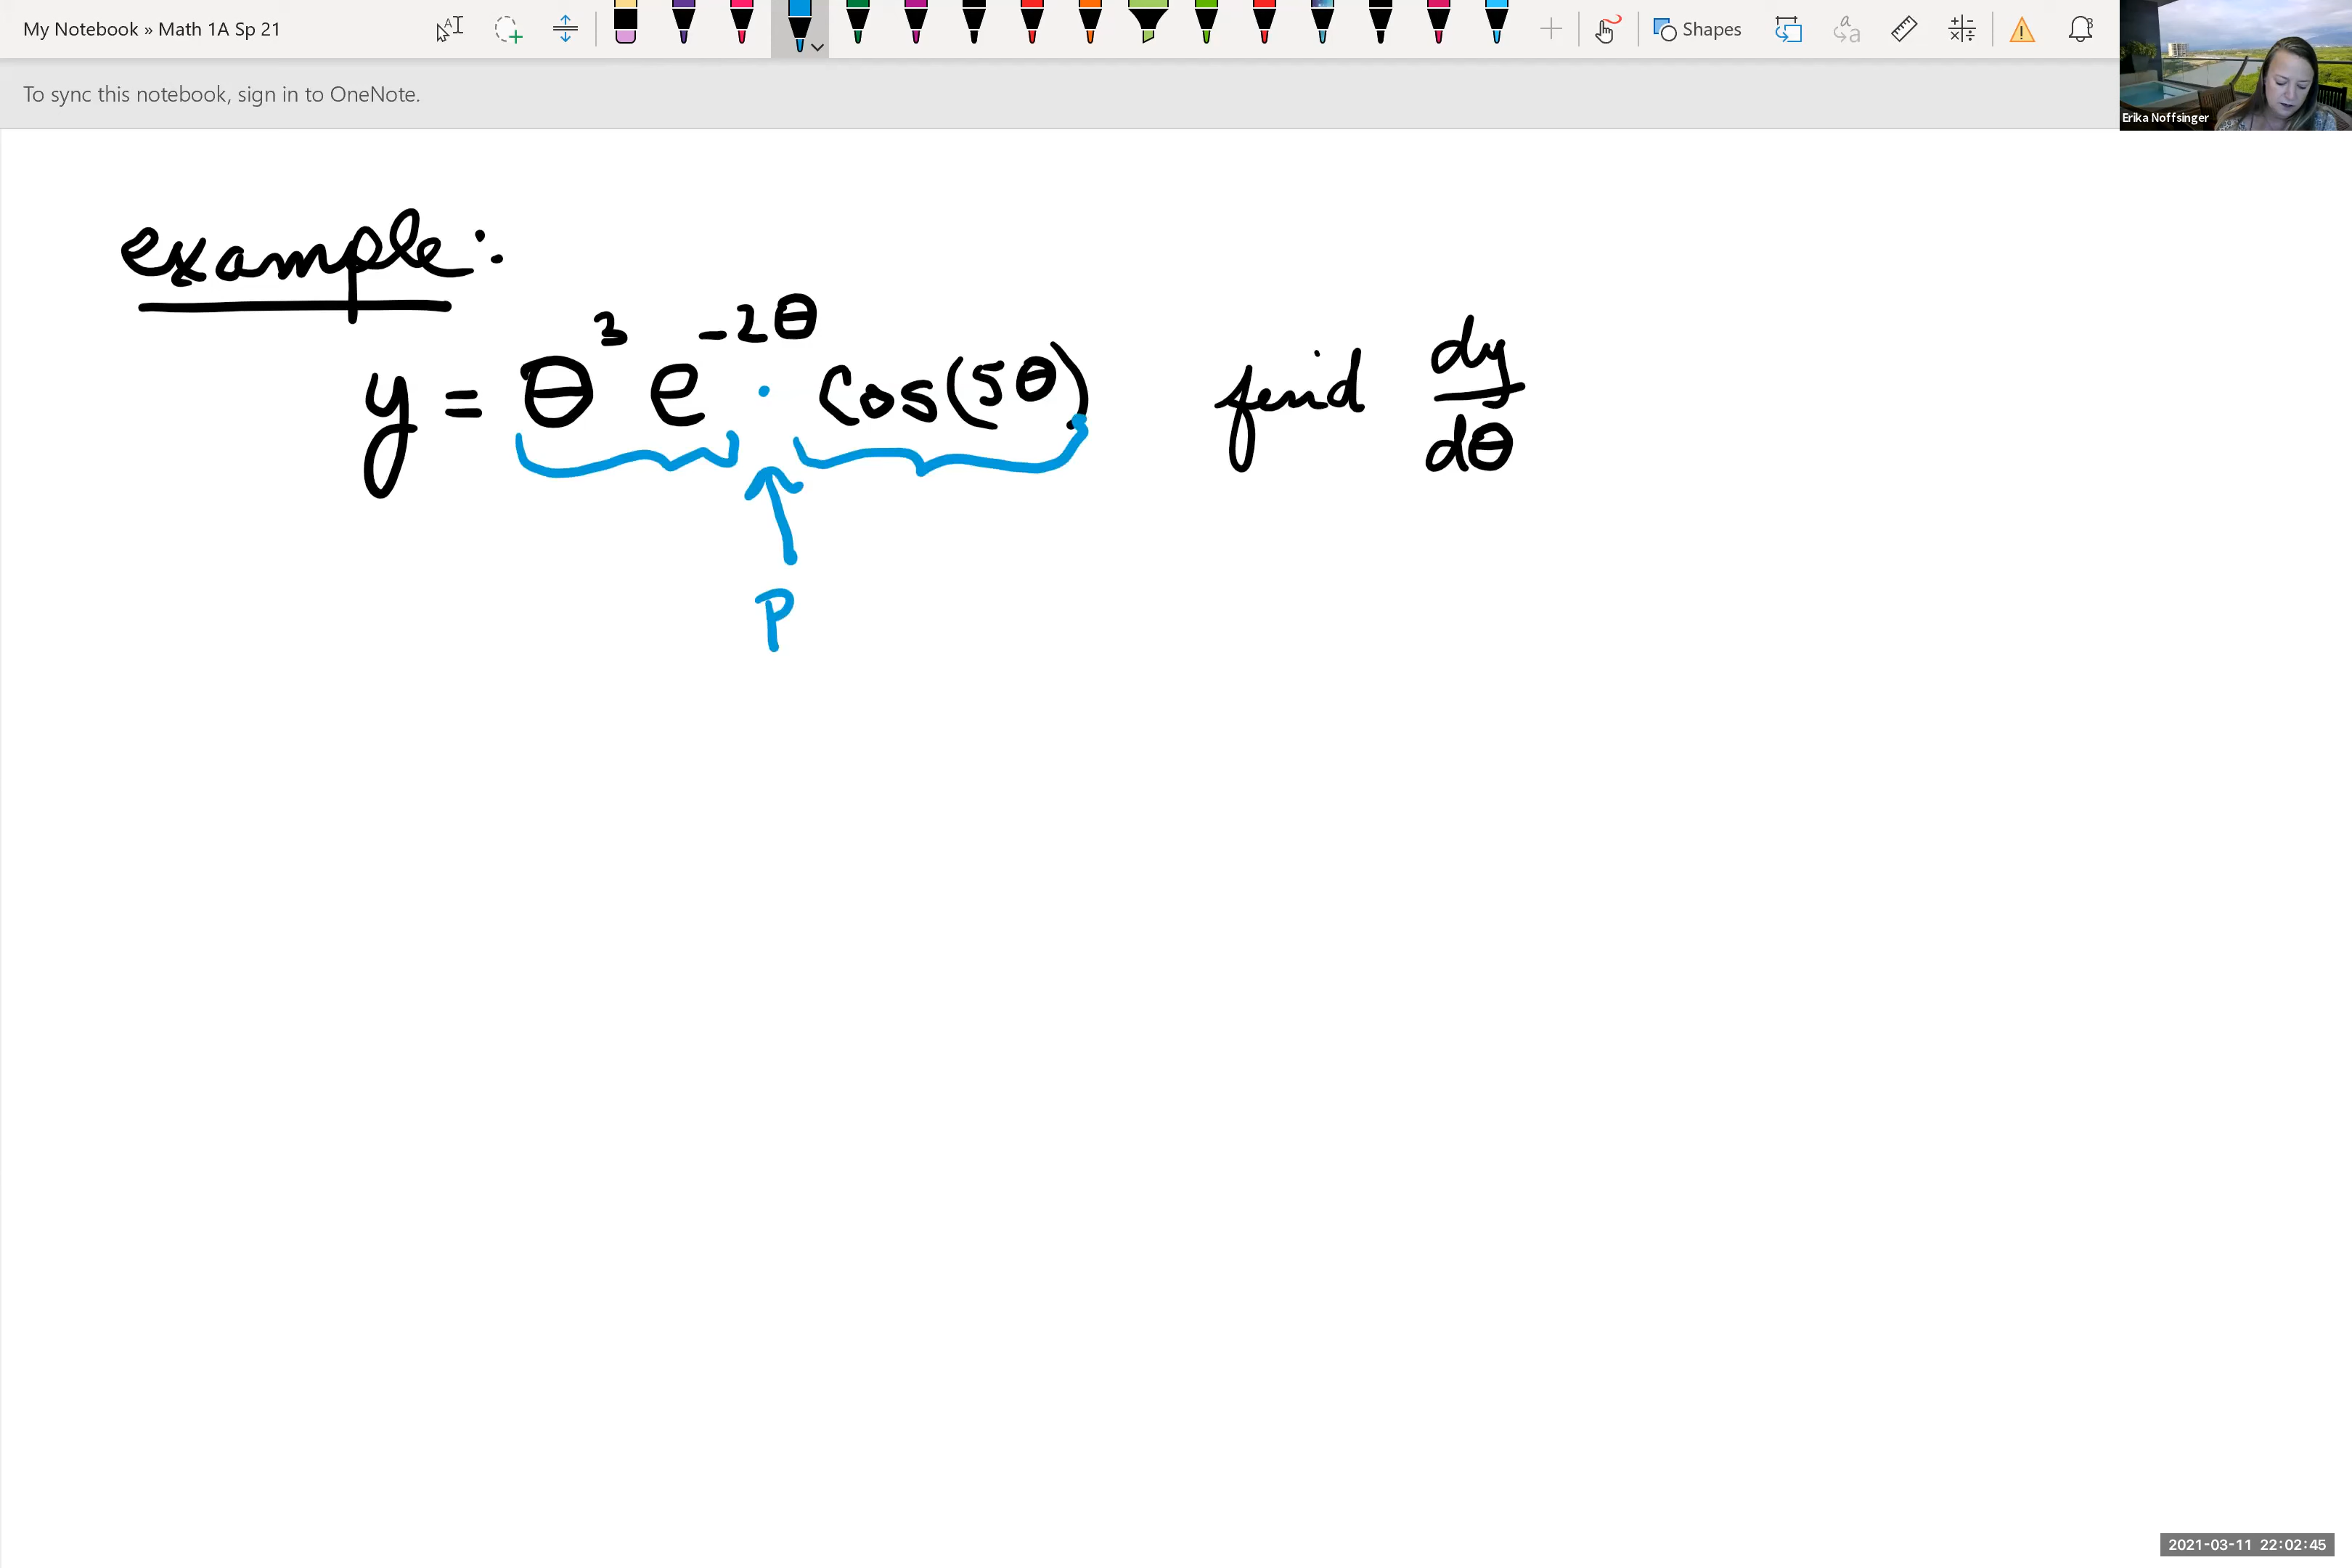 My Notebook » Math 1A Sp 21
Shapes
To sync this notebook, sign in to OneNote.
Erika Noffsinger
example:
y = θ³ e^{-2θ} · cos(5θ) find dy/dθ
P
2021-03-11 22:02:45